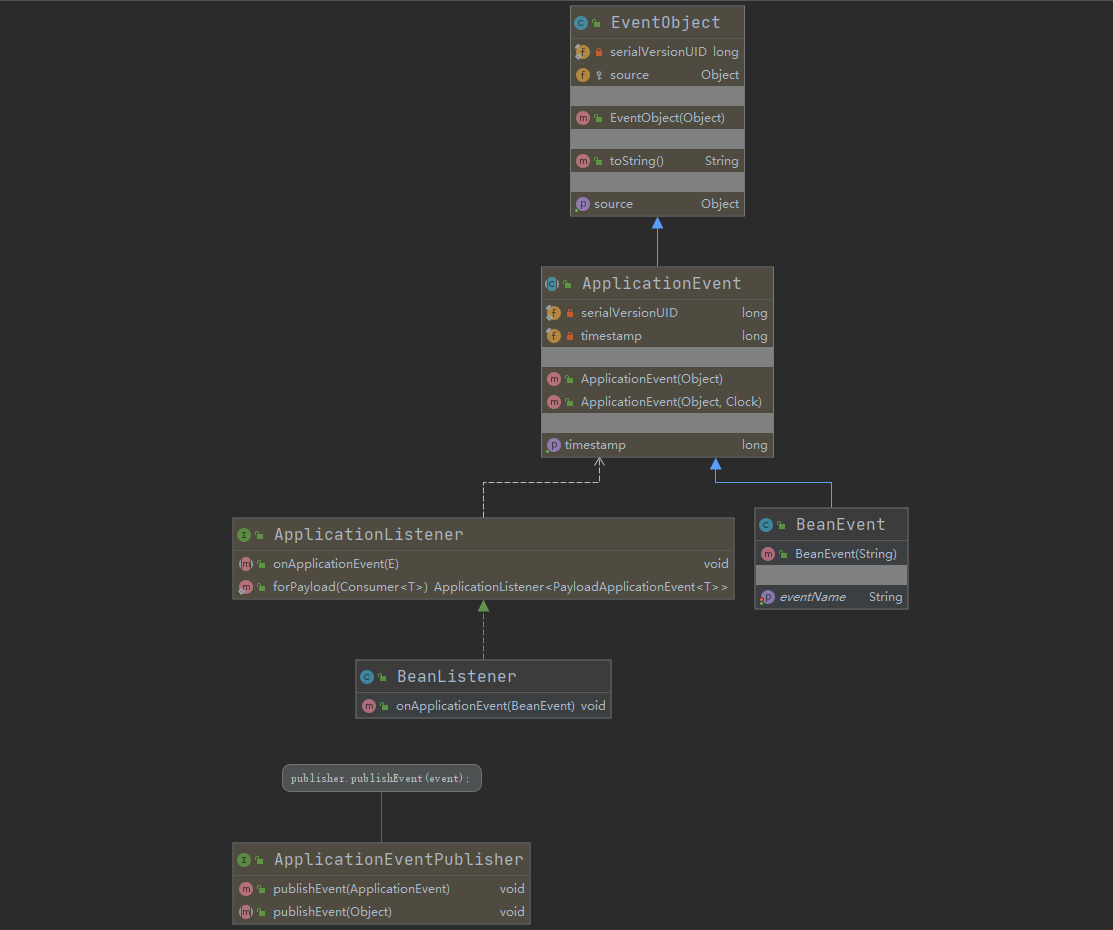 EventObject
serialVersionUID long
source Object
EventObject(Object)
toString() String
source Object
ApplicationEvent
serialVersionUID long
timestamp long
ApplicationEvent(Object)
ApplicationEvent(Object, Clock)
timestamp long
ApplicationListener
onApplicationEvent(E) void
forPayload(Consumer<T>) ApplicationListener<PayloadApplicationEvent<T>>
BeanEvent
BeanEvent(String)
eventName String
BeanListener
onApplicationEvent(BeanEvent) void
publisher.publishEvent(event);
ApplicationEventPublisher
publishEvent(ApplicationEvent) void
publishEvent(Object) void